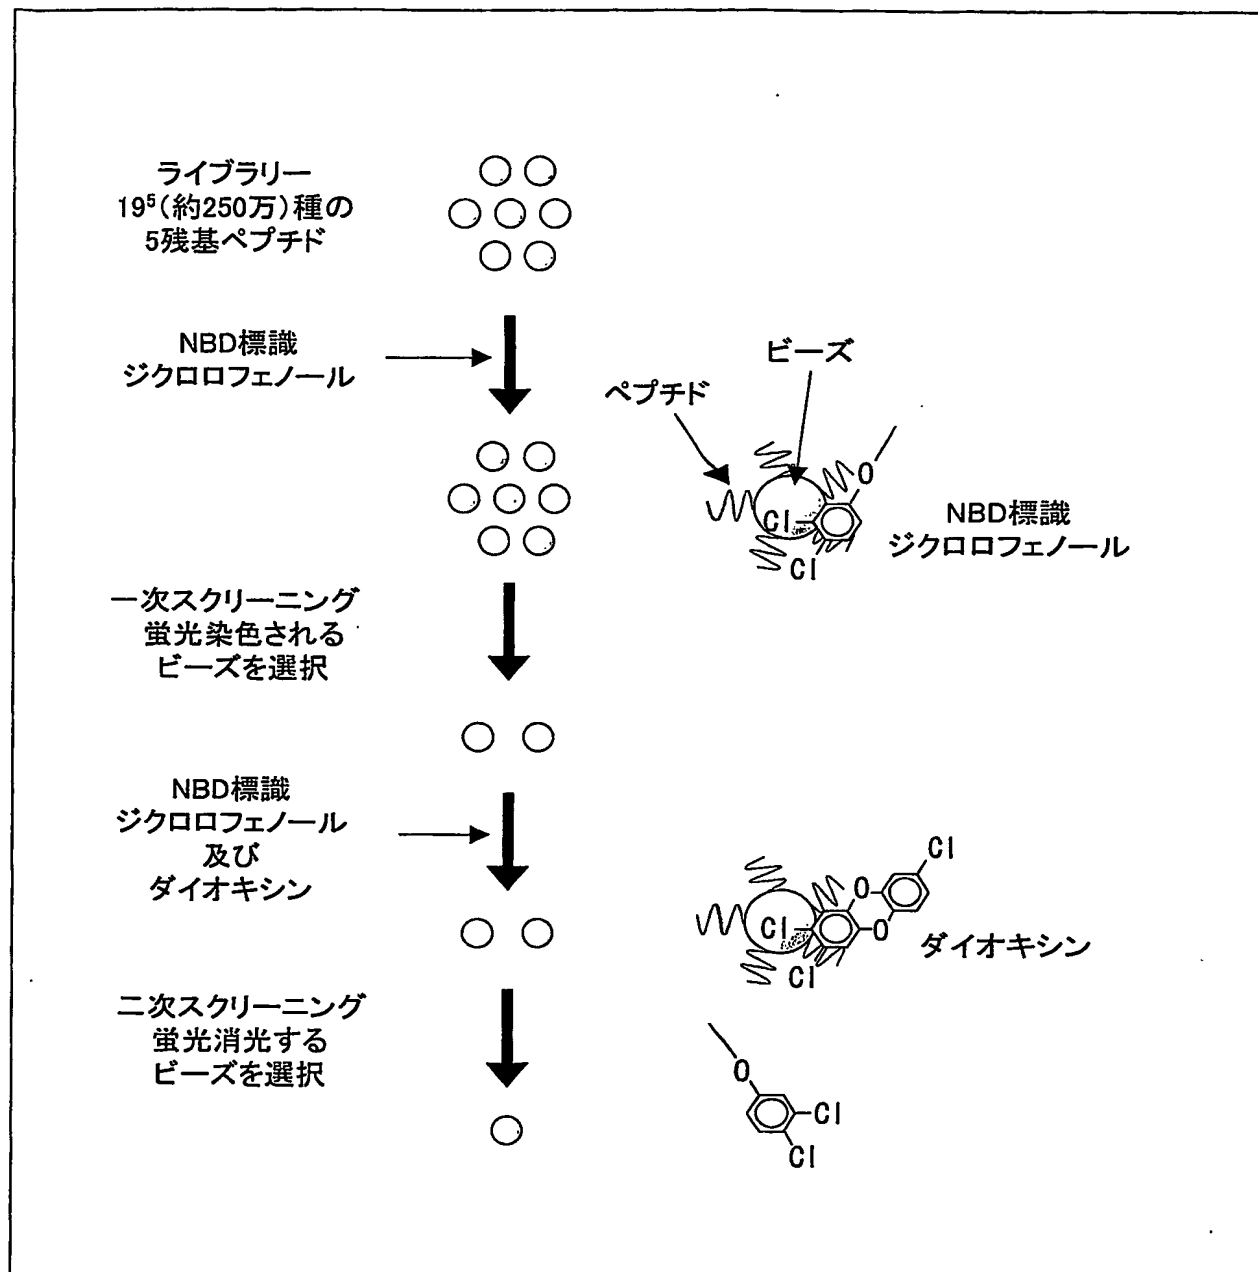 ライブラリー
19⁵(約250万)種の
5残基ペプチド
NBD標識
ジクロロフェノール
ビーズ
ペプチド
O
Cl
Cl
NBD標識
ジクロロフェノール
一次スクリーニング
蛍光染色される
ビーズを選択
NBD標識
ジクロロフェノール
及び
ダイオキシン
Cl
O
Cl
O
Cl
ダイオキシン
二次スクリーニング
蛍光消光する
ビーズを選択
O
Cl
Cl